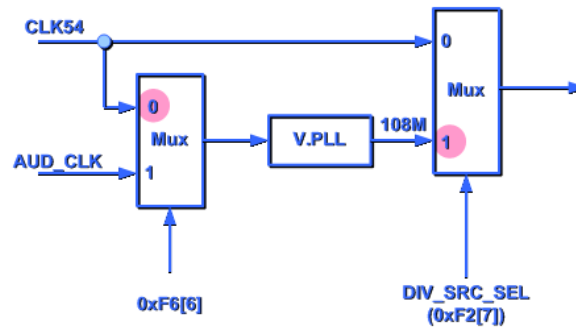 CLK54
0
Mux
0
Mux
V.PLL
108M
1
AUD_CLK
1
0xF6[6]
DIV_SRC_SEL
(0xF2[7])